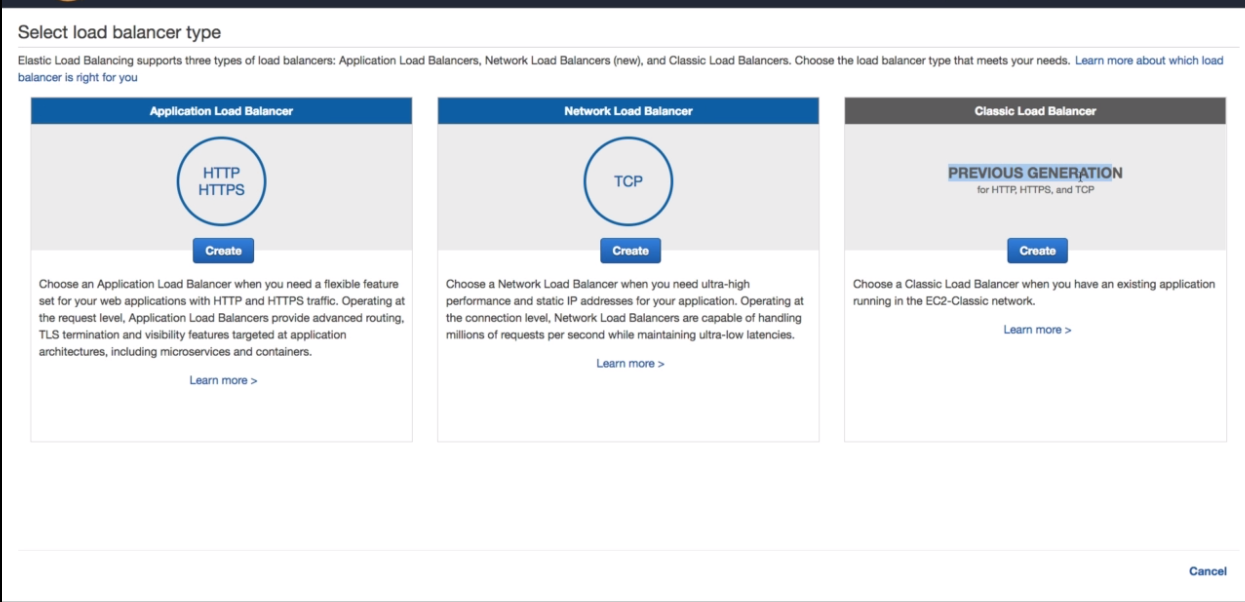 Select load balancer type
Elastic Load Balancing supports three types of load balancers: Application Load Balancers, Network Load Balancers (new), and Classic Load Balancers. Choose the load balancer type that meets your needs. Learn more about which load
balancer is right for you
Application Load Balancer
HTTP
HTTPS
Create
Choose an Application Load Balancer when you need a flexible feature
set for your web applications with HTTP and HTTPS traffic. Operating at
the request level, Application Load Balancers provide advanced routing,
TLS termination and visibility features targeted at application
architectures, including microservices and containers.
Learn more >
Network Load Balancer
TCP
Create
Choose a Network Load Balancer when you need ultra-high
performance and static IP addresses for your application. Operating at
the connection level, Network Load Balancers are capable of handling
millions of requests per second while maintaining ultra-low latencies.
Learn more >
Classic Load Balancer
PREVIOUS GENERATION
for HTTP, HTTPS, and TCP
Create
Choose a Classic Load Balancer when you have an existing application
running in the EC2-Classic network.
Learn more >
Cancel